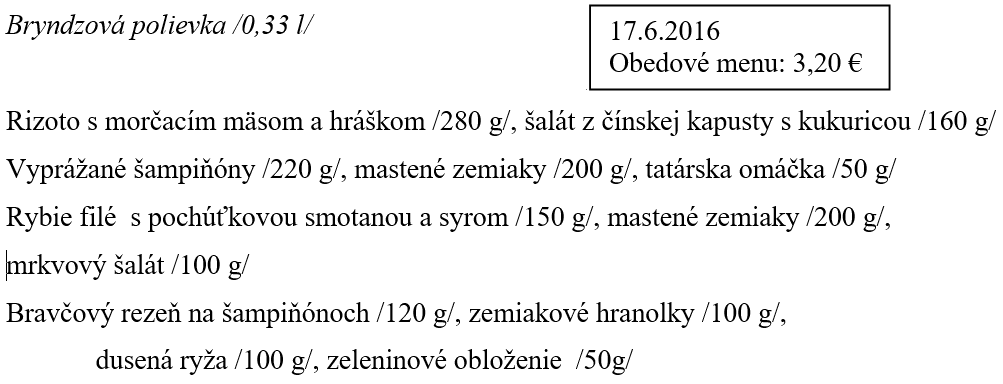 Bryndzová polievka /0,33 l/
17.6.2016
Obedové menu: 3,20 €
Rizoto s morčacím mäsom a hráškom /280 g/, šalát z čínskej kapusty s kukuricou /160 g/
Vyprážané šampiňóny /220 g/, mastené zemiaky /200 g/, tatárska omáčka /50 g/
Rybie filé  s pochúťkovou smotanou a syrom /150 g/, mastené zemiaky /200 g/,
mrkvový šalát /100 g/
Bravčový rezeň na šampiňónoch /120 g/, zemiakové hranolky /100 g/,
dusená ryža /100 g/, zeleninové obloženie  /50g/